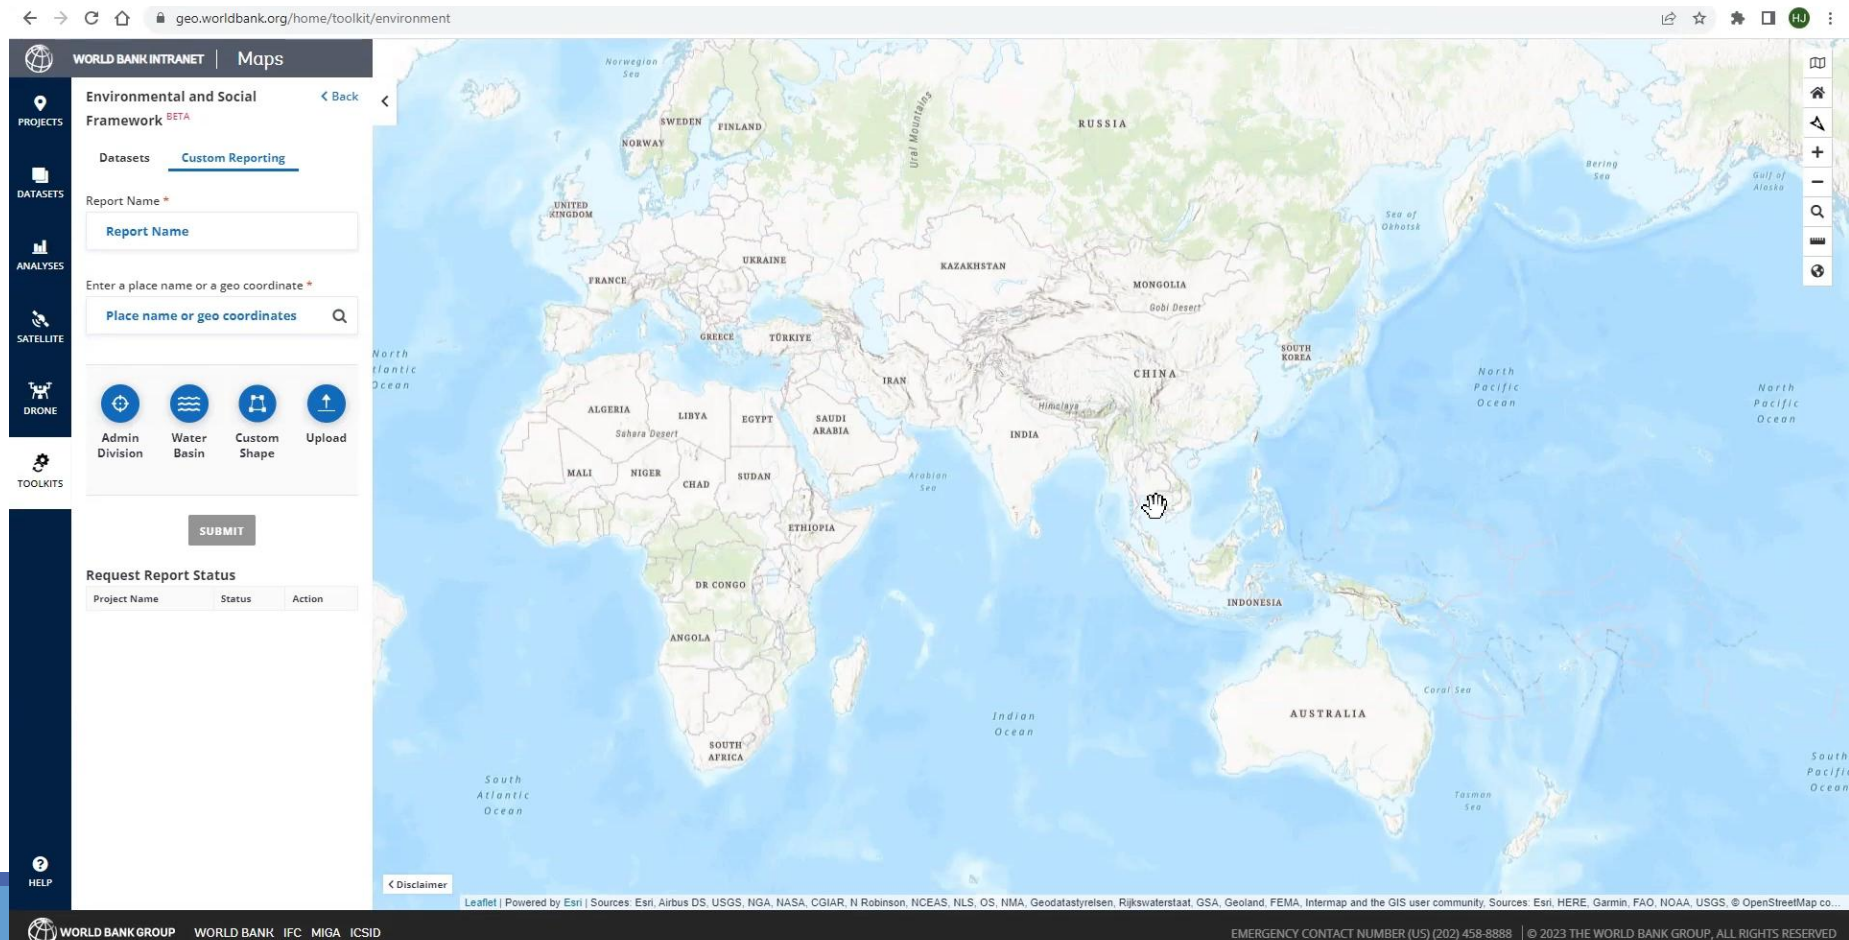 geo.worldbank.org/home/toolkit/environment
HJ
WORLD BANK INTRANET | Maps
PROJECTS
DATASETS
ANALYSES
SATELLITE
DRONE
TOOLKITS
HELP
Environmental and Social
Framework BETA
Back
Datasets
Custom Reporting
Report Name *
Report Name
Enter a place name or a geo coordinate *
Place name or geo coordinates
Admin
Division
Water
Basin
Custom
Shape
Upload
SUBMIT
Request Report Status
Project Name Status Action
Norwegian
Sea
SWEDEN
FINLAND
NORWAY
Ural Mountains
RUSSIA
Bering
Sea
Gulf of
Alaska
UNITED
KINGDOM
Sea of
Okhotsk
UKRAINE
KAZAKHSTAN
FRANCE
MONGOLIA
Gobi Desert
GREECE
TÜRKIYE
SOUTH
KOREA
North
tlantic
Ocean
IRAN
CHINA
North
Pacific
Ocean
North
Pacific
Ocean
ALGERIA
LIBYA
EGYPT
SAUDI
ARABIA
Himalaya
Sahara Desert
INDIA
MALI
NIGER
CHAD
SUDAN
Arabian
Sea
ETHIOPIA
DR CONGO
INDONESIA
ANGOLA
Coral Sea
Indian
Ocean
AUSTRALIA
SOUTH
AFRICA
South
Atlantic
Ocean
Tasman
Sea
South
Pacifi
Ocean
Disclaimer
Leaflet | Powered by Esri | Sources: Esri, Airbus DS, USGS, NGA, NASA, CGIAR, N Robinson, NCEAS, NLS, OS, NMA, Geodatastyrelsen, Rijkswaterstaat, GSA, Geoland, FEMA, Intermap and the GIS user community, Sources: Esri, HERE, Garmin, FAO, NOAA, USGS, © OpenStreetMap co...
WORLD BANK GROUP WORLD BANK IFC MIGA ICSID
EMERGENCY CONTACT NUMBER (US) (202) 458-8888 | © 2023 THE WORLD BANK GROUP, ALL RIGHTS RESERVED